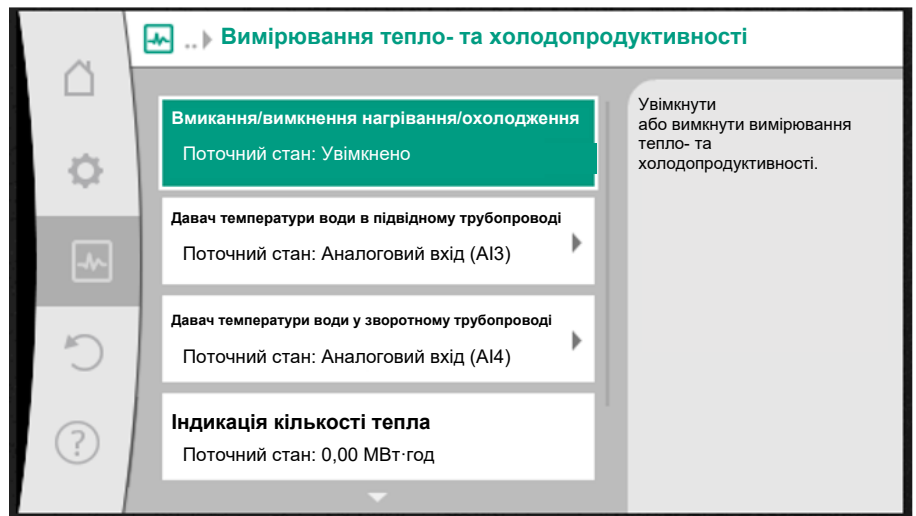 .. Вимірювання тепло- та холодопродуктивності
Вмикання/вимкнення нагрівання/охолодження
Поточний стан: Увімкнено
Давач температури води в підвідному трубопроводі
Поточний стан: Аналоговий вхід (AI3)
Давач температури води у зворотному трубопроводі
Поточний стан: Аналоговий вхід (AI4)
Індикація кількості тепла
Поточний стан: 0,00 МВт·год
Увімкнути
або вимкнути вимірювання
тепло- та
холодопродуктивності.
?